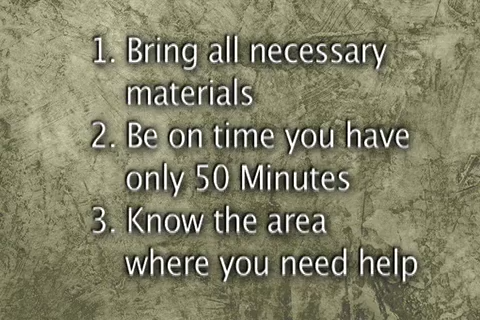 1. Bring all necessary
materials
2. Be on time you have
only 50 Minutes
3. Know the area
where you need help